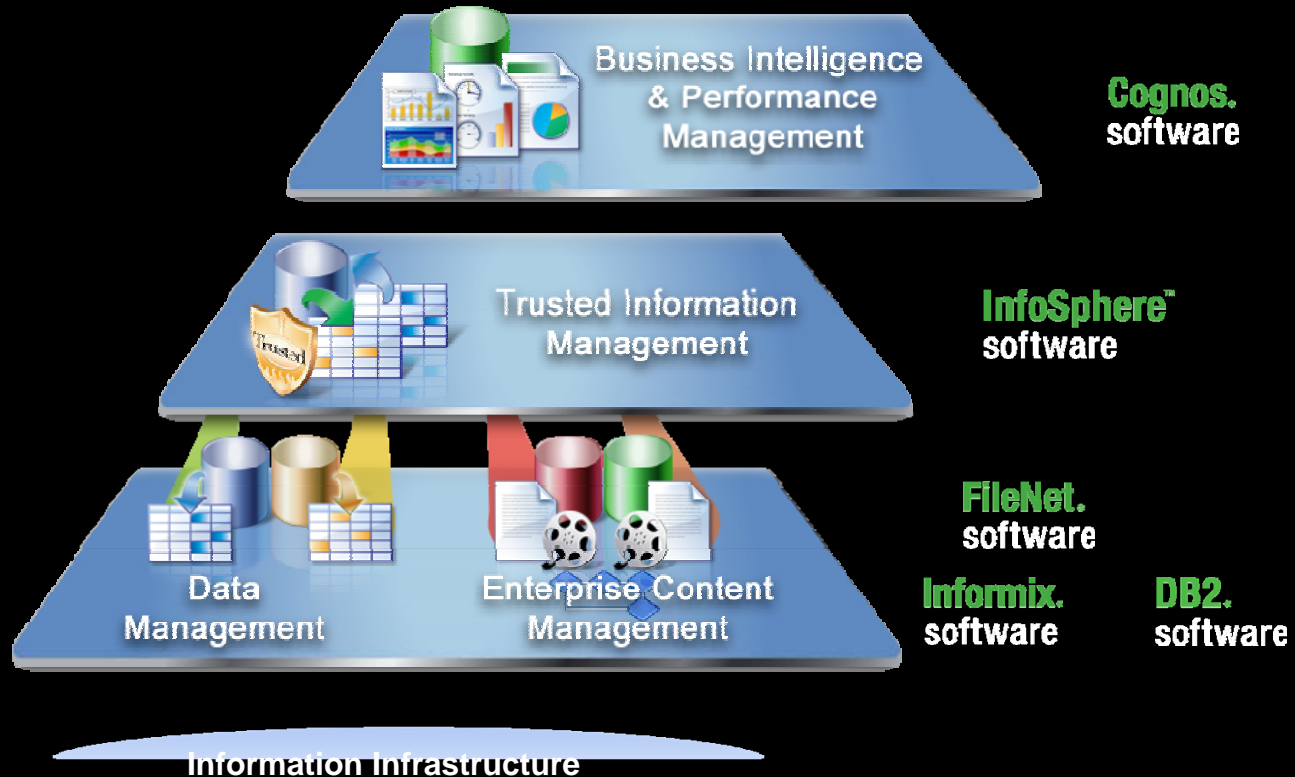 Business Intelligence
& Performance
Management
Cognos.
software
Trusted Information
Management
Trusted
InfoSphere™
software
FileNet.
software
Data
Management
Enterprise Content
Management
Informix.
software
DB2.
software
Information Infrastructure